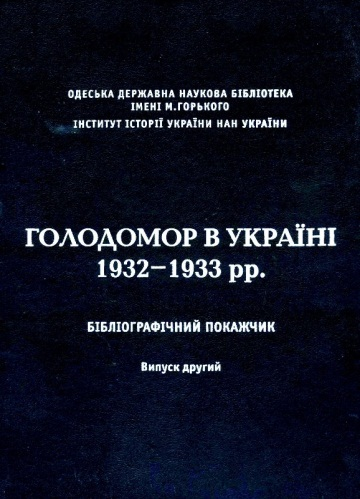 ОДЕСЬКА ДЕРЖАВНА НАУКОВА БІБЛІОТЕКА
ІМЕНІ М.ГОРЬКОГО
ІНСТИТУТ ІСТОРІЇ УКРАЇНИ НАН УКРАЇНИ
ГОЛОДОМОР В УКРАЇНІ
1932–1933 рр.
БІБЛІОГРАФІЧНИЙ ПОКАЖЧИК
Випуск другий